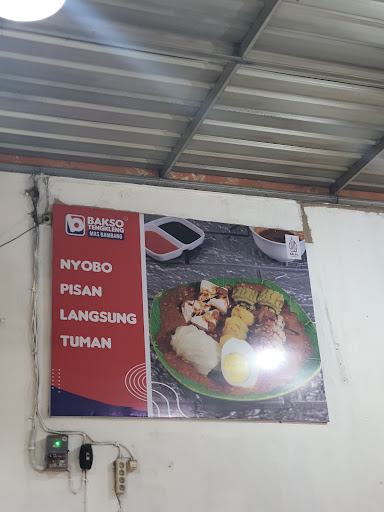 BAKSO
TENGKLENG
MAS BAMBANG
NYOBO
PISAN
LANGSUNG
TUMAN